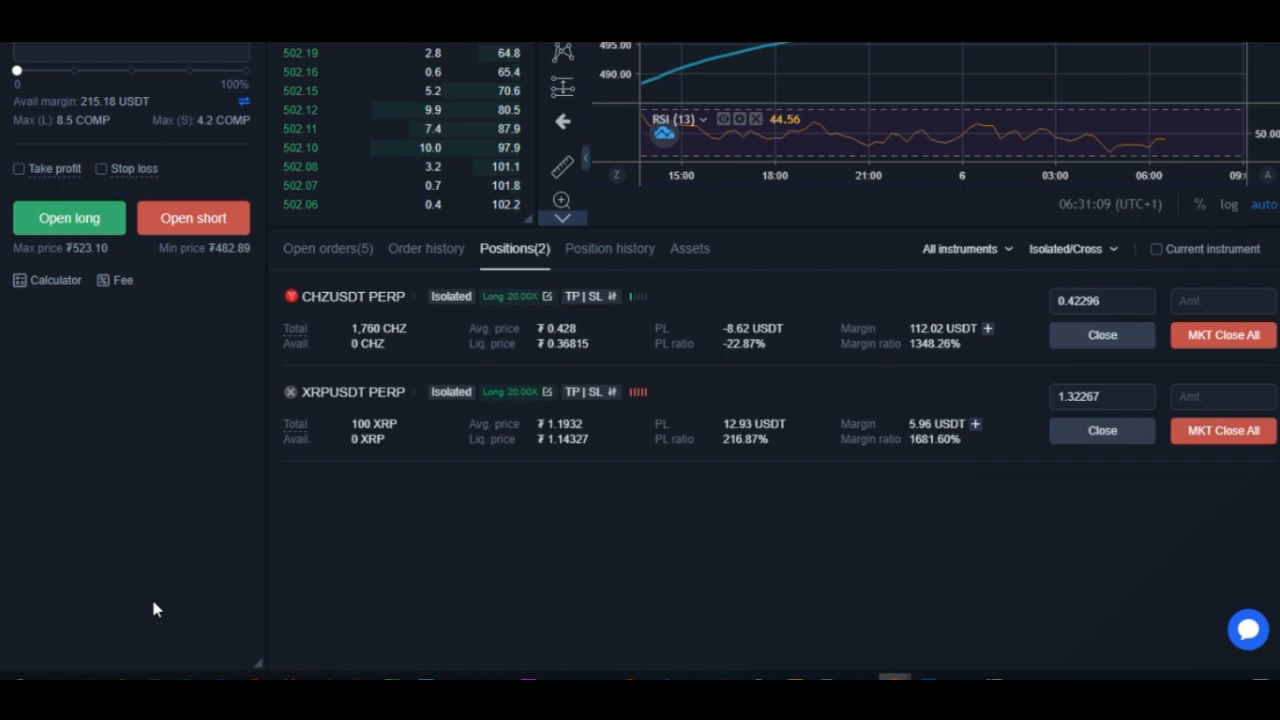 0 100%
Avail margin: 215.18 USDT
Max (L): 8.5 COMP Max (S): 4.2 COMP
Take profit Stop loss
Open long Open short
Max price ₮523.10 Min price ₮482.89
Calculator Fee
502.19 2.8 64.8
502.16 0.6 65.4
502.15 5.2 70.6
502.12 9.9 80.5
502.11 7.4 87.9
502.10 10.0 97.9
502.08 3.2 101.1
502.07 0.7 101.8
502.06 0.4 102.2
495.00
490.00
RSI (13) 44.56
50.00
Z 15:00 18:00 21:00 6 03:00 06:00 A
06:31:09 (UTC+1) % log auto
Open orders(5) Order history Positions(2) Position history Assets All instruments Isolated/Cross Current instrument
CHZUSDT PERP Isolated Long 20.00X TP | SL 0.42296 Amt.
Total 1,760 CHZ Avg. price ₮ 0.428 PL -8.62 USDT Margin 112.02 USDT +
Avail. 0 CHZ Liq. price ₮ 0.36815 PL ratio -22.87% Margin ratio 1348.26% Close MKT Close All
XRPUSDT PERP Isolated Long 20.00X TP | SL 1.32267 Amt.
Total 100 XRP Avg. price ₮ 1.1932 PL 12.93 USDT Margin 5.96 USDT +
Avail. 0 XRP Liq. price ₮ 1.14327 PL ratio 216.87% Margin ratio 1681.60% Close MKT Close All